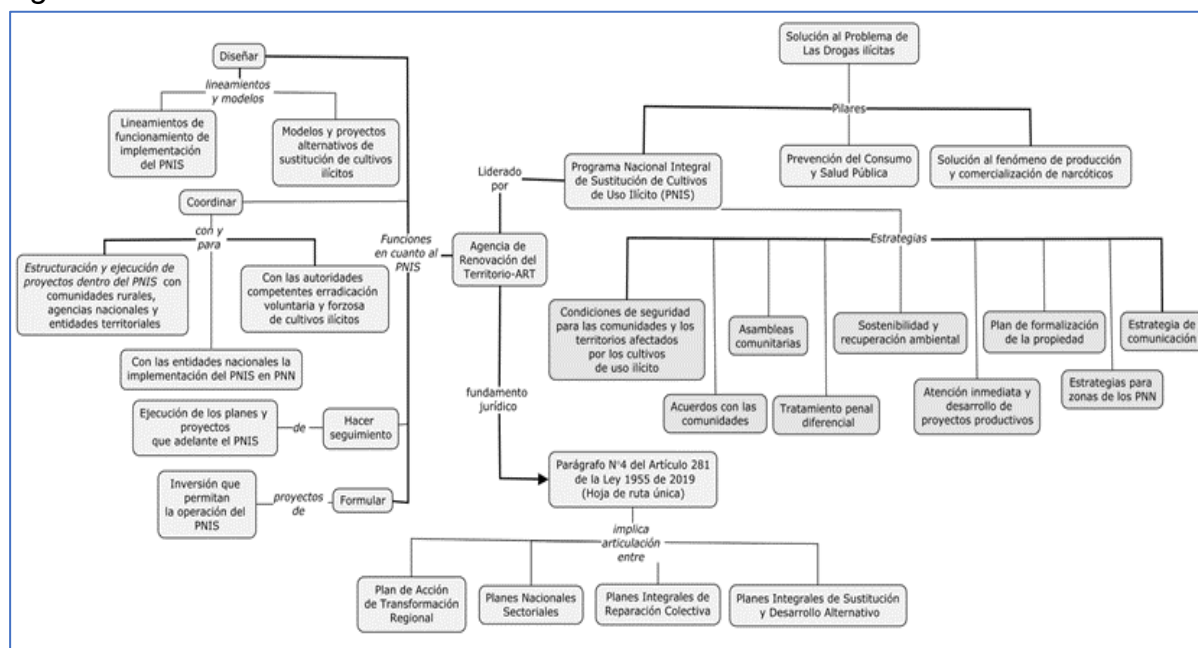 Solución al Problema de
Las Drogas ilícitas
Pilares
Programa Nacional Integral
de Sustitución de Cultivos
de Uso Ilícito (PNIS)
Prevención del Consumo
y Salud Pública
Solución al fenómeno de producción
y comercialización de narcóticos
Liderado
por
Agencia de
Renovación del
Territorio-ART
Estrategias
Condiciones de seguridad
para las comunidades y los
territorios afectados
por los cultivos
de uso ilícito
Acuerdos con las
comunidades
Asambleas
comunitarias
Tratamiento penal
diferencial
Sostenibilidad y
recuperación ambiental
Atención inmediata y
desarrollo de
proyectos productivos
Plan de formalización
de la propiedad
Estrategias para
zonas de los PNN
Estrategia de
comunicación
Funciones
en cuanto al
PNIS
Diseñar
lineamientos
y modelos
Lineamientos de
funcionamiento de
implementación
del PNIS
Modelos y proyectos
alternativos de
sustitución de cultivos
ilícitos
Coordinar
con y
para
Estructuración y ejecución de
proyectos dentro del PNIS con
comunidades rurales,
agencias nacionales y
entidades territoriales
Con las entidades nacionales la
implementación del PNIS en PNN
Con las autoridades
competentes erradicación
voluntaria y forzosa
de cultivos ilícitos
Hacer
seguimiento
de
Ejecución de los planes y
proyectos
que adelante el PNIS
Formular
proyectos
de
Inversión que
permitan
la operación del
PNIS
fundamento
jurídico
Parágrafo N°4 del Artículo 281
de la Ley 1955 de 2019
(Hoja de ruta única)
implica
articulación
entre
Plan de Acción
de Transformación
Regional
Planes Nacionales
Sectoriales
Planes Integrales de
Reparación Colectiva
Planes Integrales de Sustitución
y Desarrollo Alternativo